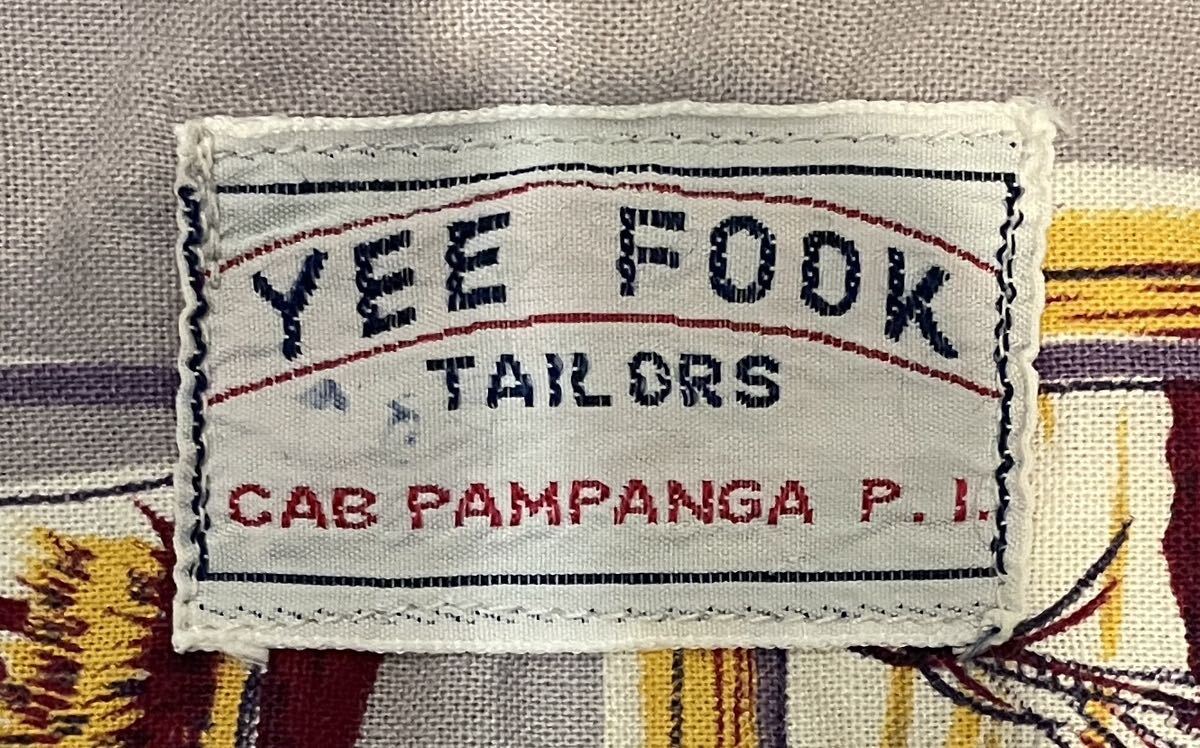 YEE FOOK
TAILORS
CAB PAMPANGA P. I.